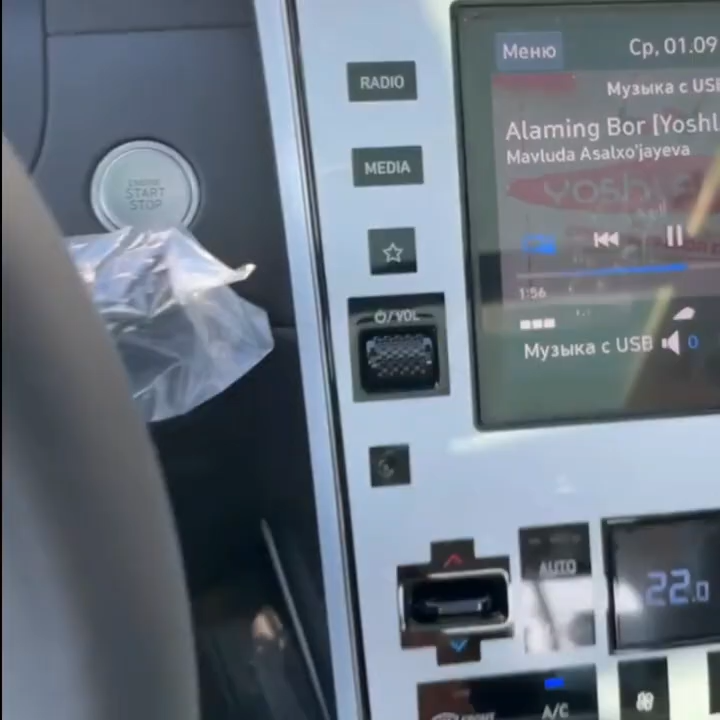 Меню
Ср, 01.09
RADIO
Музыка с USB
Alaming Bor [Yoshl
Mavluda Asalxo'jayeva
MEDIA
ENGINE
START
STOP
1:56
⏻/VOL
Музыка с USB 0
AUTO
22.0
FRONT
A/C